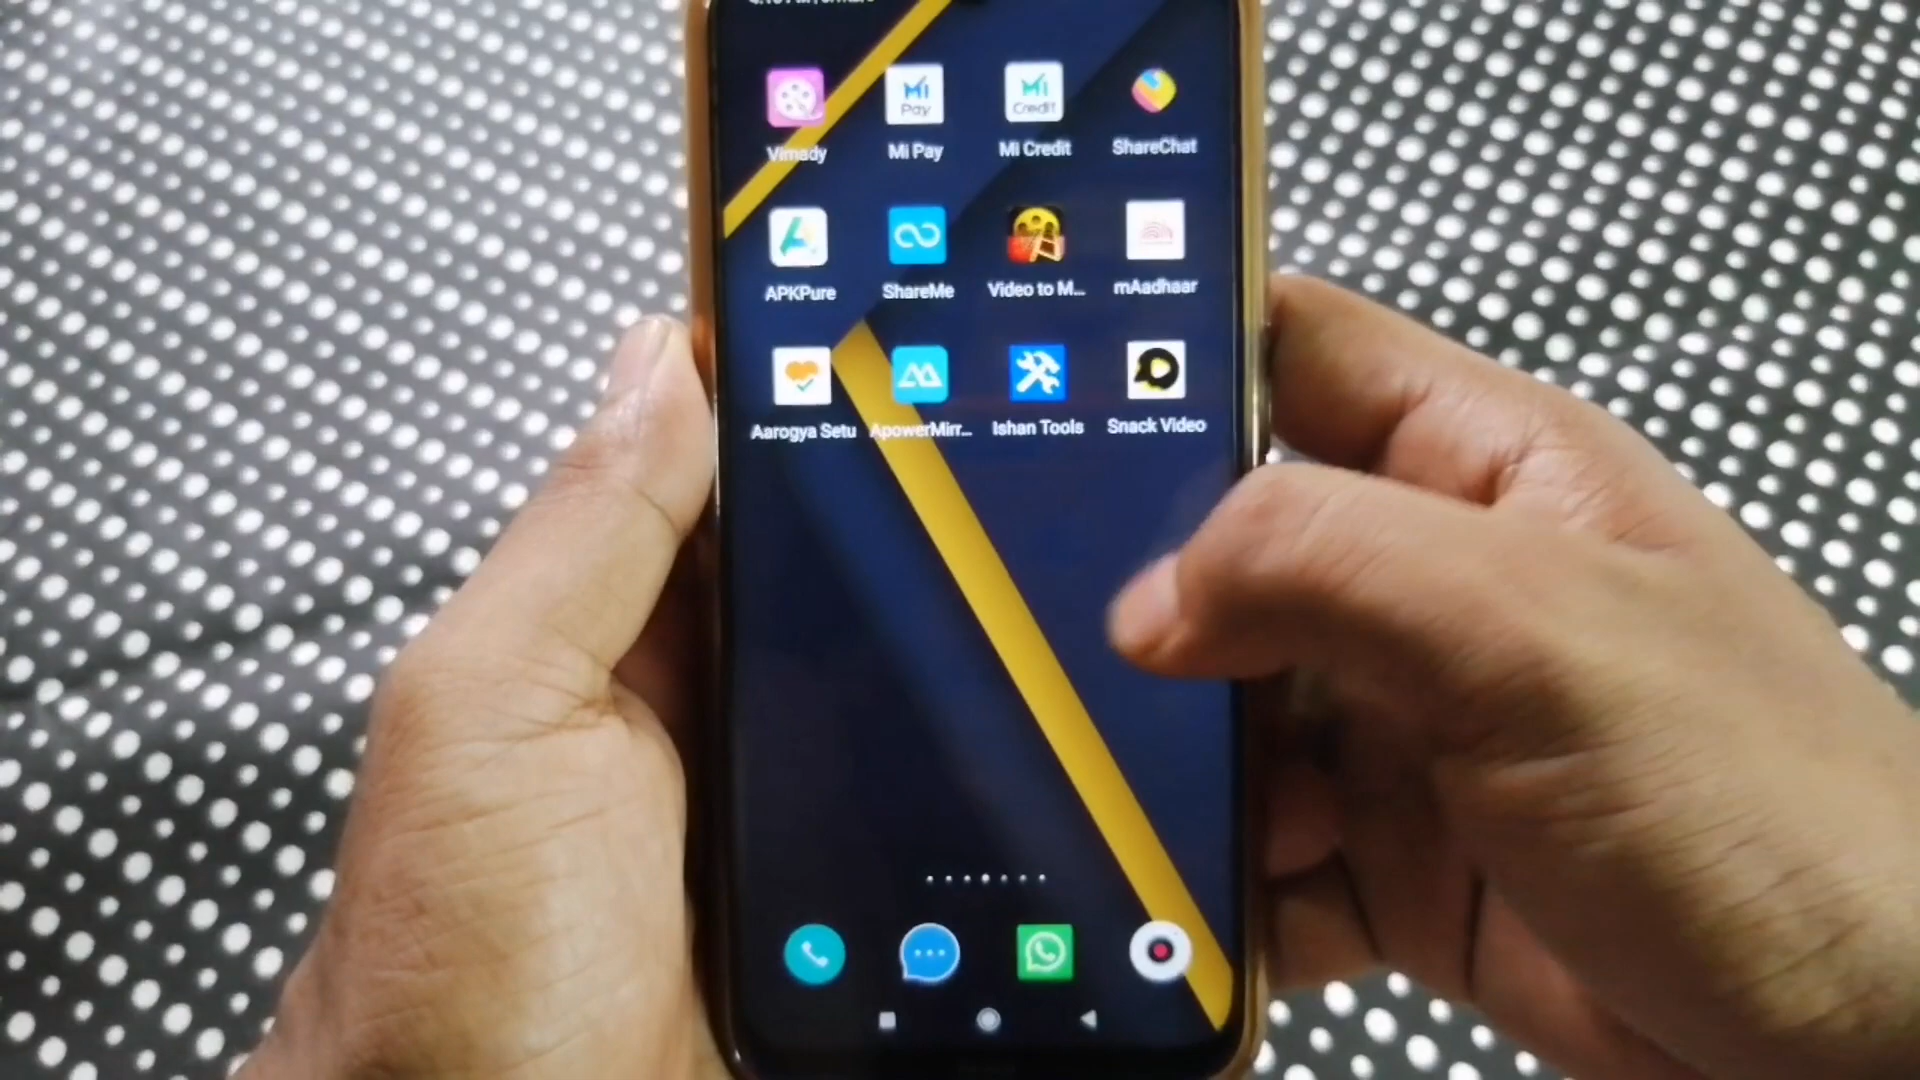 Vimady Mi Pay Mi Credit ShareChat
APKPure ShareMe Video to M... mAadhaar
Aarogya Setu ApowerMirr... Ishan Tools Snack Video